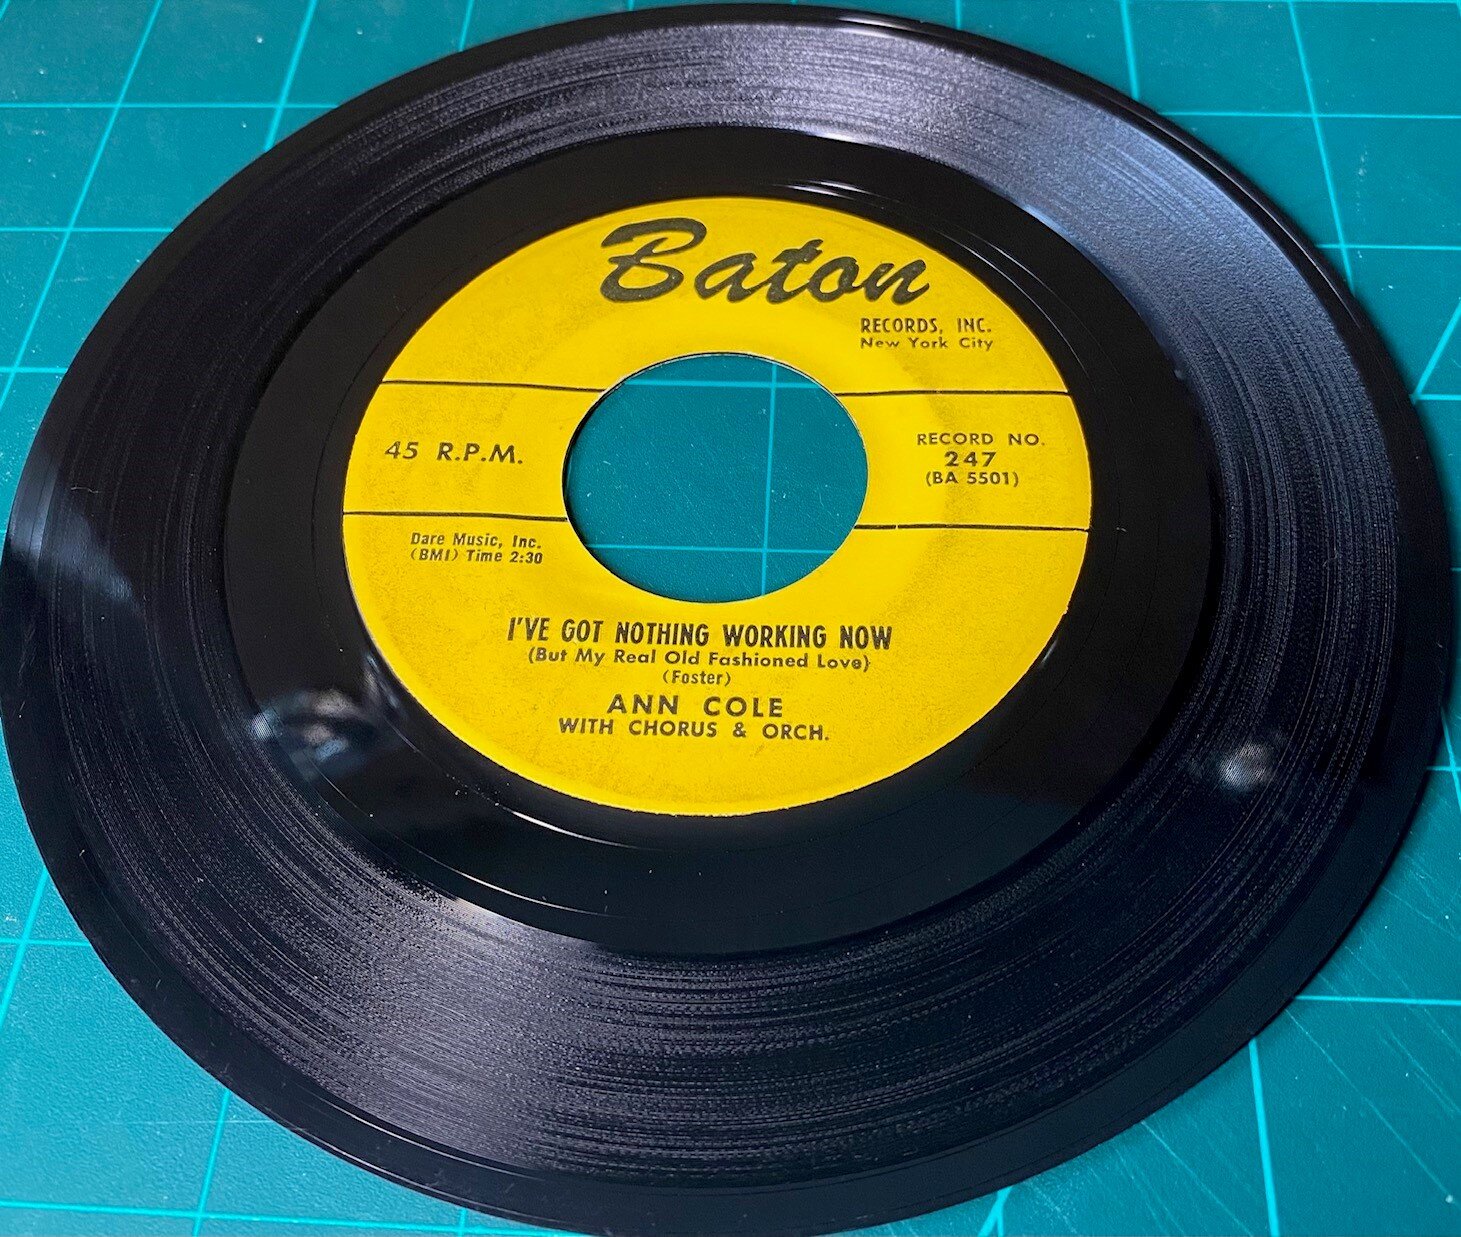 Baton
RECORDS, INC.
New York City
45 R.P.M.
RECORD NO.
247
(BA 5501)
Dare Music, Inc.
(BMI) Time 2:30
I'VE GOT NOTHING WORKING NOW
(But My Real Old Fashioned Love)
(Foster)
ANN COLE
WITH CHORUS & ORCH.